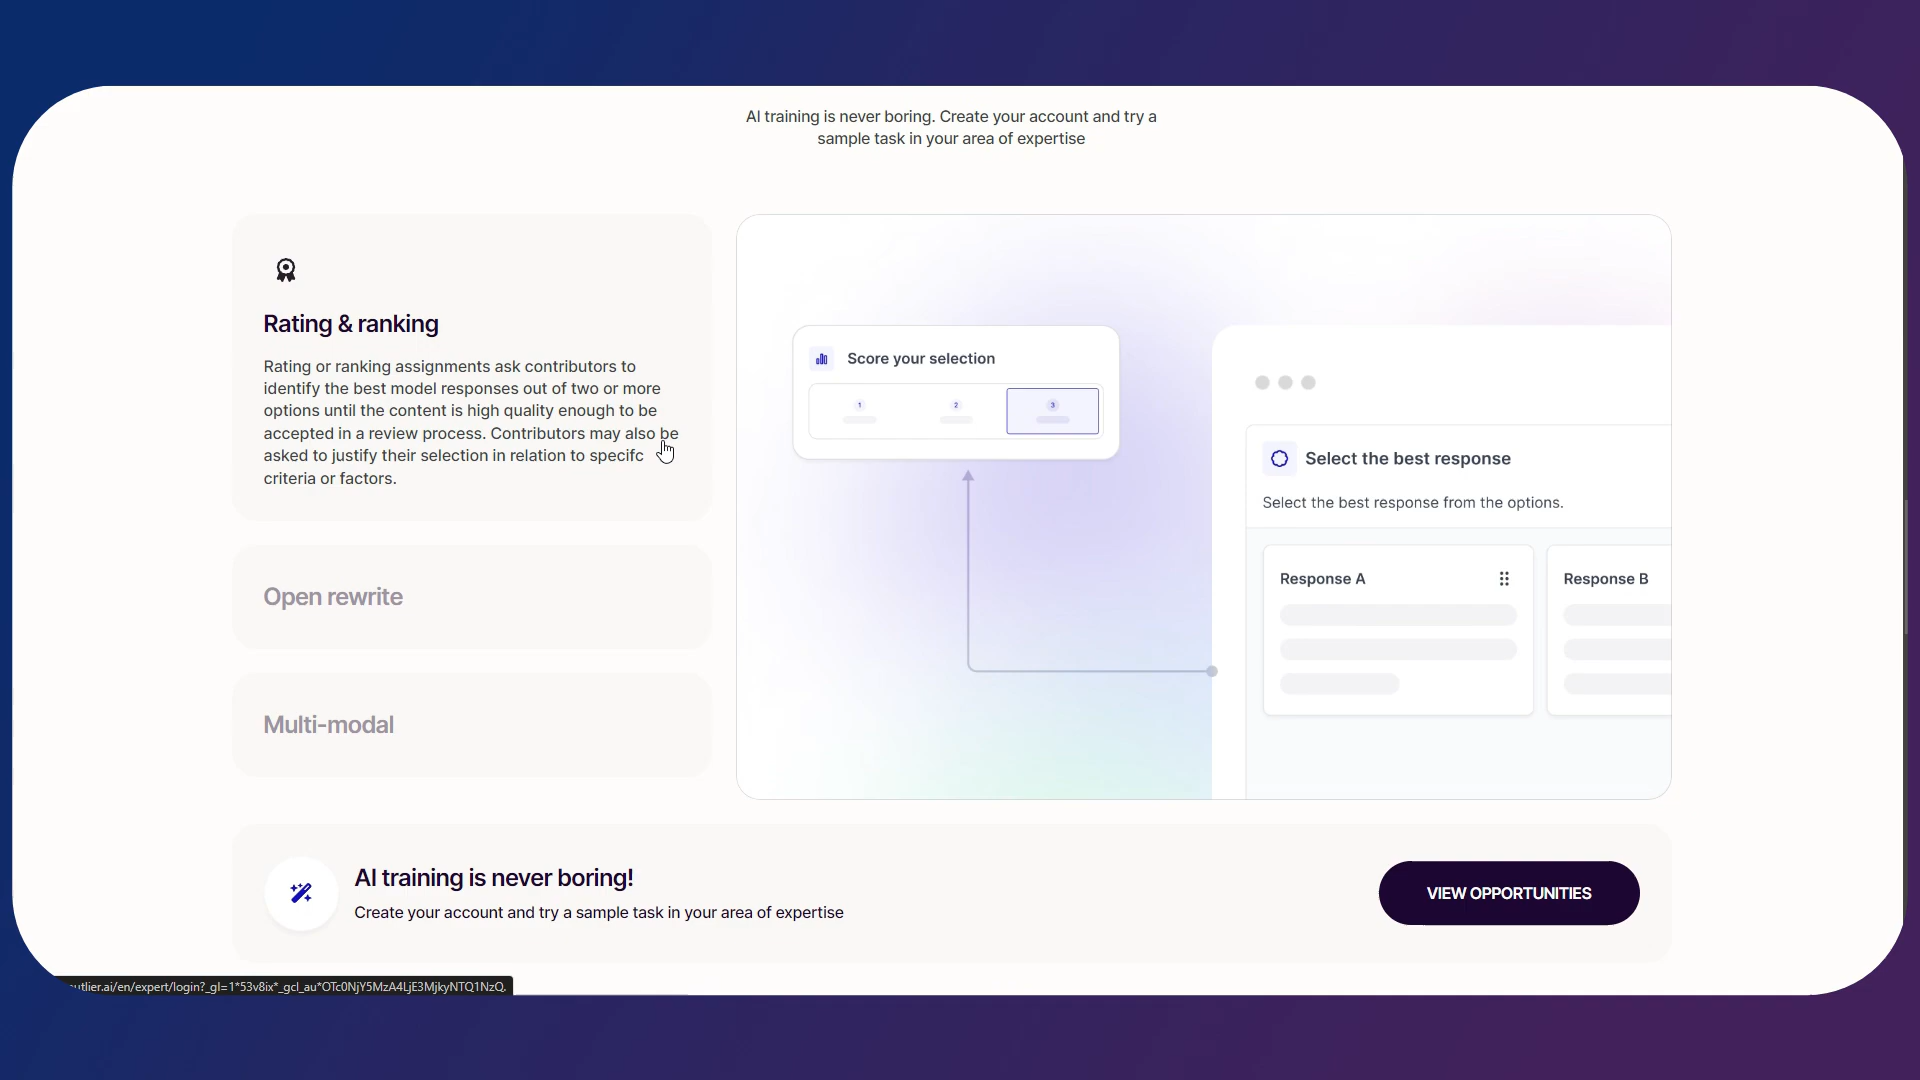 AI training is never boring. Create your account and try a
sample task in your area of expertise
Rating & ranking
Rating or ranking assignments ask contributors to
identify the best model responses out of two or more
options until the content is high quality enough to be
accepted in a review process. Contributors may also be
asked to justify their selection in relation to specifc
criteria or factors.
Open rewrite
Multi-modal
Score your selection
1 2 3
Select the best response
Select the best response from the options.
Response A
Response B
AI training is never boring!
Create your account and try a sample task in your area of expertise
VIEW OPPORTUNITIES
utlier.ai/en/expert/login?_gl=1*53v8ix*_gcl_au*OTc0NjY5MzA4LjE3MjkyNTQ1NzQ.